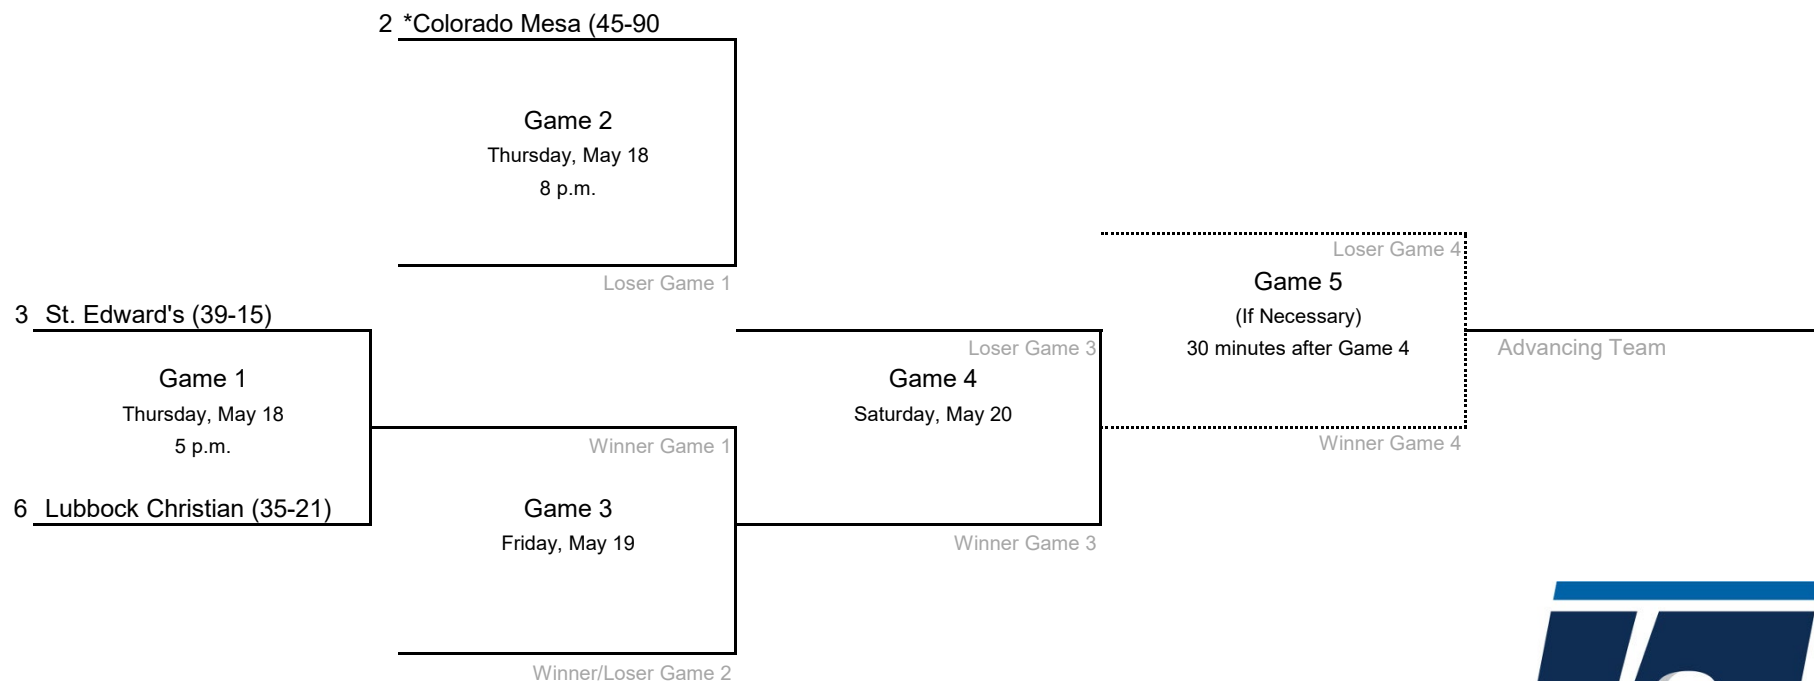 2 *Colorado Mesa (45-90
Game 2
Thursday, May 18
8 p.m.
Loser Game 1
3 St. Edward's (39-15)
Game 1
Thursday, May 18
5 p.m.
6 Lubbock Christian (35-21)
Winner Game 1
Game 3
Friday, May 19
Winner/Loser Game 2
Loser Game 3
Game 4
Saturday, May 20
Winner Game 3
Loser Game 4
Game 5
(If Necessary)
30 minutes after Game 4
Winner Game 4
Advancing Team